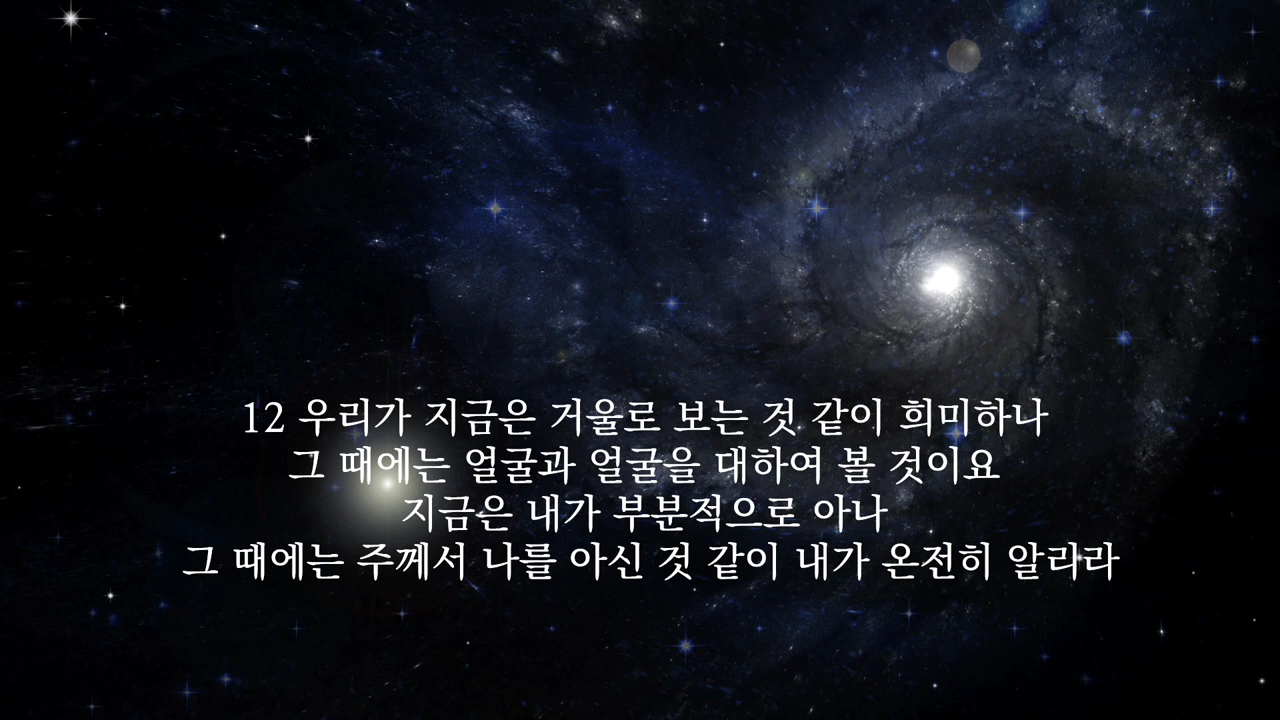 12 우리가 지금은 거울로 보는 것 같이 희미하나
그 때에는 얼굴과 얼굴을 대하여 볼 것이요
지금은 내가 부분적으로 아나
그 때에는 주께서 나를 아신 것 같이 내가 온전히 알리라